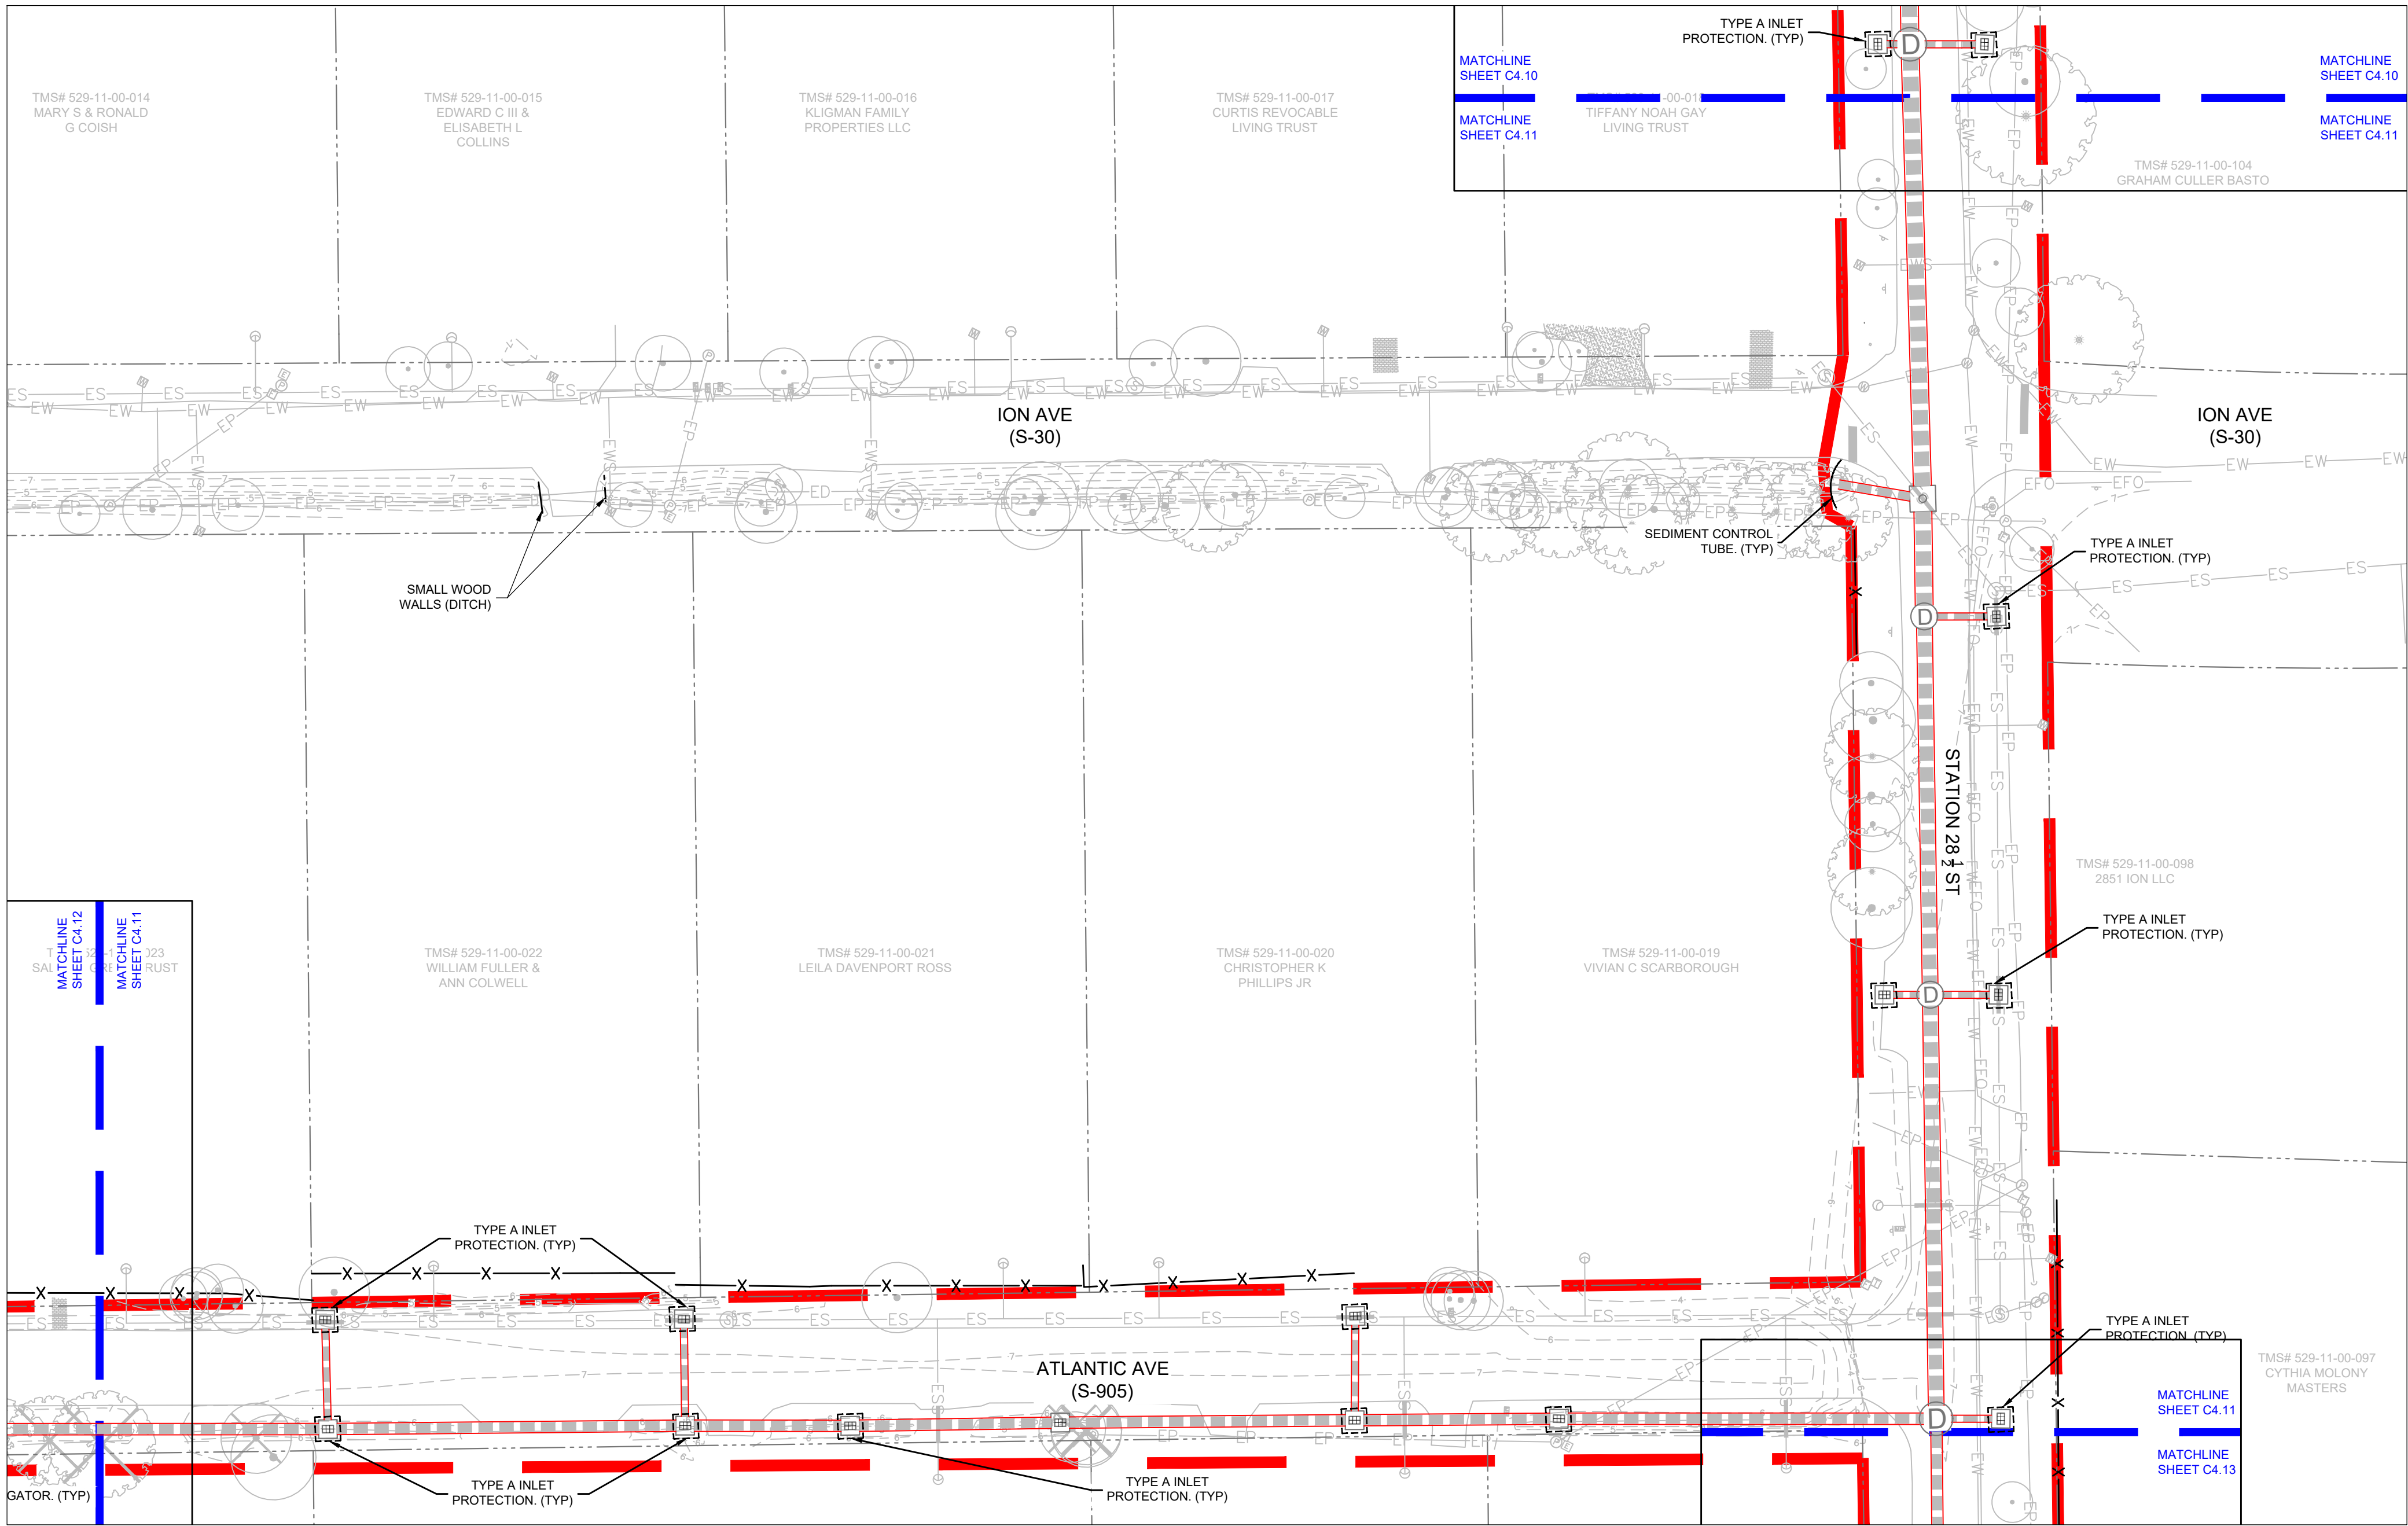 TYPE A INLET
PROTECTION. (TYP)
MATCHLINE
SHEET C4.10
MATCHLINE
SHEET C4.11
MATCHLINE
SHEET C4.10
MATCHLINE
SHEET C4.11
TMS# 529-11-00-014
MARY S & RONALD
G COISH
TMS# 529-11-00-015
EDWARD C III &
ELISABETH L
COLLINS
TMS# 529-11-00-016
KLIGMAN FAMILY
PROPERTIES LLC
TMS# 529-11-00-017
CURTIS REVOCABLE
LIVING TRUST
TIFFANY NOAH GAY
LIVING TRUST
TMS# 529-11-00-104
GRAHAM CULLER BASTO
ION AVE
(S-30)
ION AVE
(S-30)
SEDIMENT CONTROL
TUBE. (TYP)
TYPE A INLET
PROTECTION. (TYP)
SMALL WOOD
WALLS (DITCH)
STATION 28 1/2 ST
TMS# 529-11-00-098
2851 ION LLC
TYPE A INLET
PROTECTION. (TYP)
MATCHLINE
SHEET C4.12
MATCHLINE
SHEET C4.11
TMS# 529-11-00-022
WILLIAM FULLER &
ANN COLWELL
TMS# 529-11-00-021
LEILA DAVENPORT ROSS
TMS# 529-11-00-020
CHRISTOPHER K
PHILLIPS JR
TMS# 529-11-00-019
VIVIAN C SCARBOROUGH
TYPE A INLET
PROTECTION. (TYP)
TYPE A INLET
PROTECTION. (TYP)
ATLANTIC AVE
(S-905)
TMS# 529-11-00-097
CYTHIA MOLONY
MASTERS
MATCHLINE
SHEET C4.11
MATCHLINE
SHEET C4.13
GATOR. (TYP)
TYPE A INLET
PROTECTION. (TYP)
TYPE A INLET
PROTECTION. (TYP)